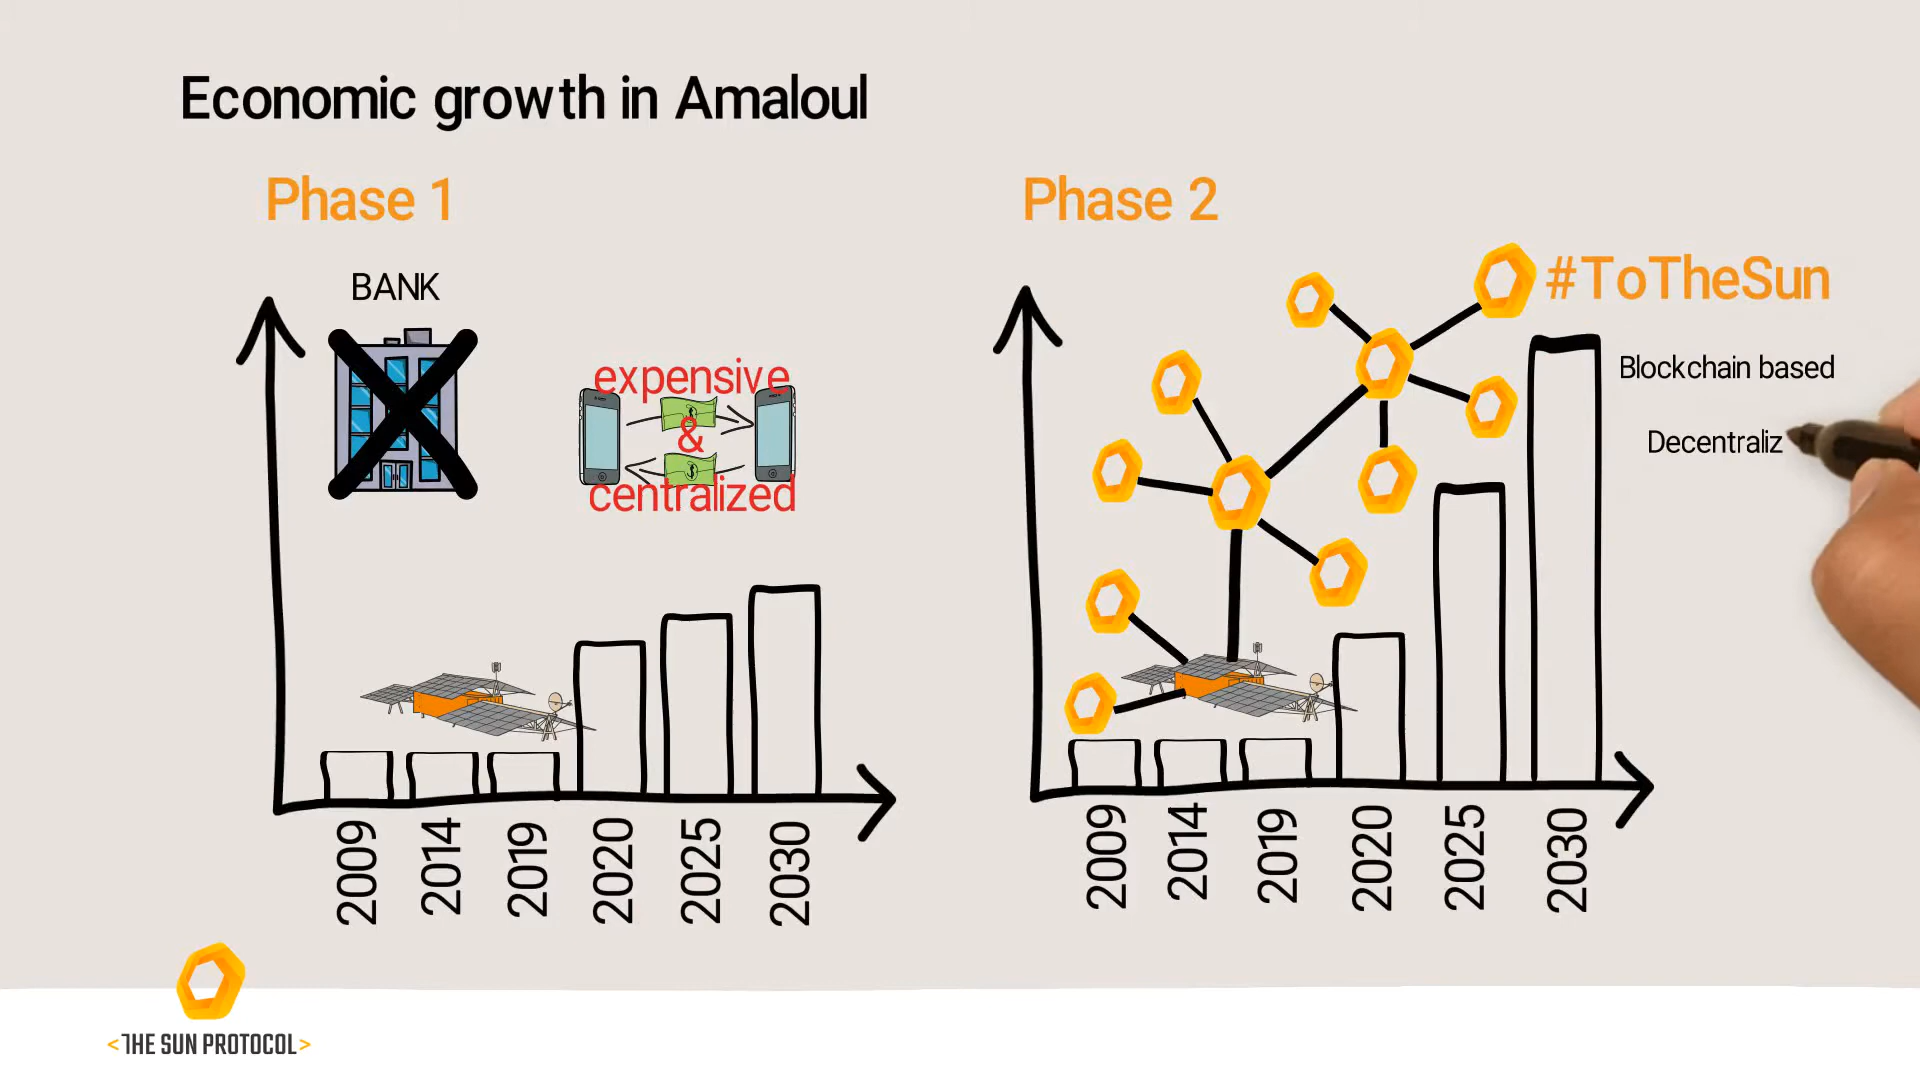 Economic growth in Amaloul
Phase 1
BANK
expensive
&
centralized
2009
2014
2019
2020
2025
2030
Phase 2
#ToTheSun
Blockchain based
Decentraliz
2009
2014
2019
2020
2025
2030
<THE SUN PROTOCOL>